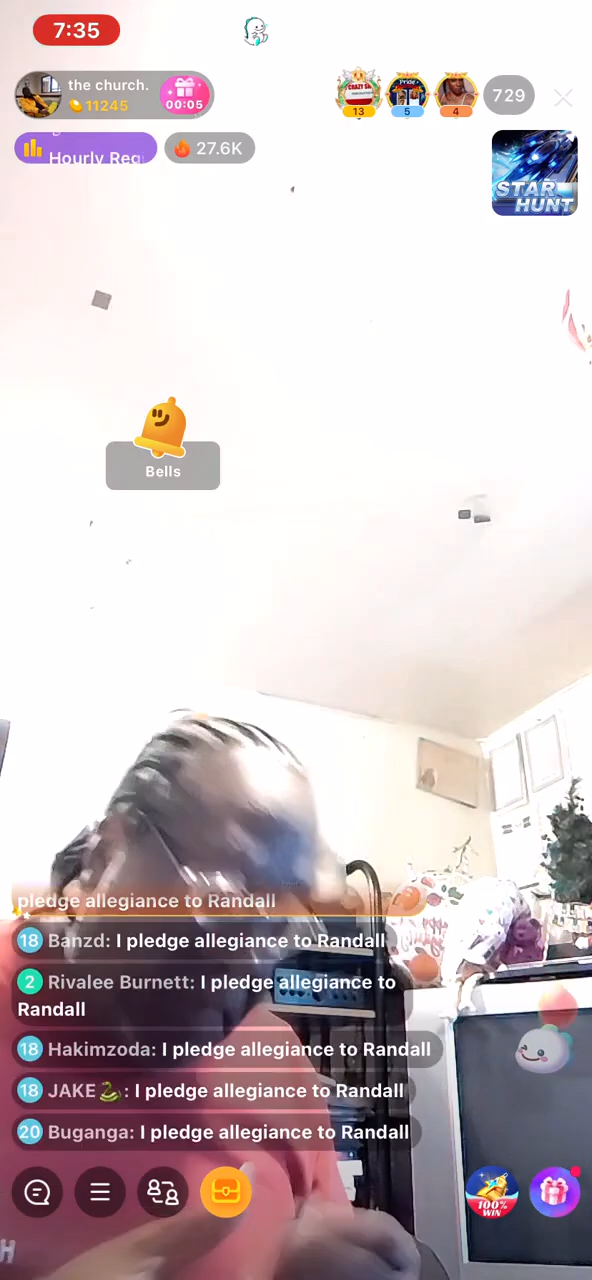 7:35
the church.
11245
00:05
13
5
4
729
Hourly
27.6K
CRAZY
Pride
STAR
HUNT
Bells
pledge allegiance to Randall
18 Banzd: I pledge allegiance to Randall
2 Rivalee Burnett: I pledge allegiance to
Randall
18 Hakimzoda: I pledge allegiance to Randall
18 JAKE🐍: I pledge allegiance to Randall
20 Buganga: I pledge allegiance to Randall
100%
WIN
H